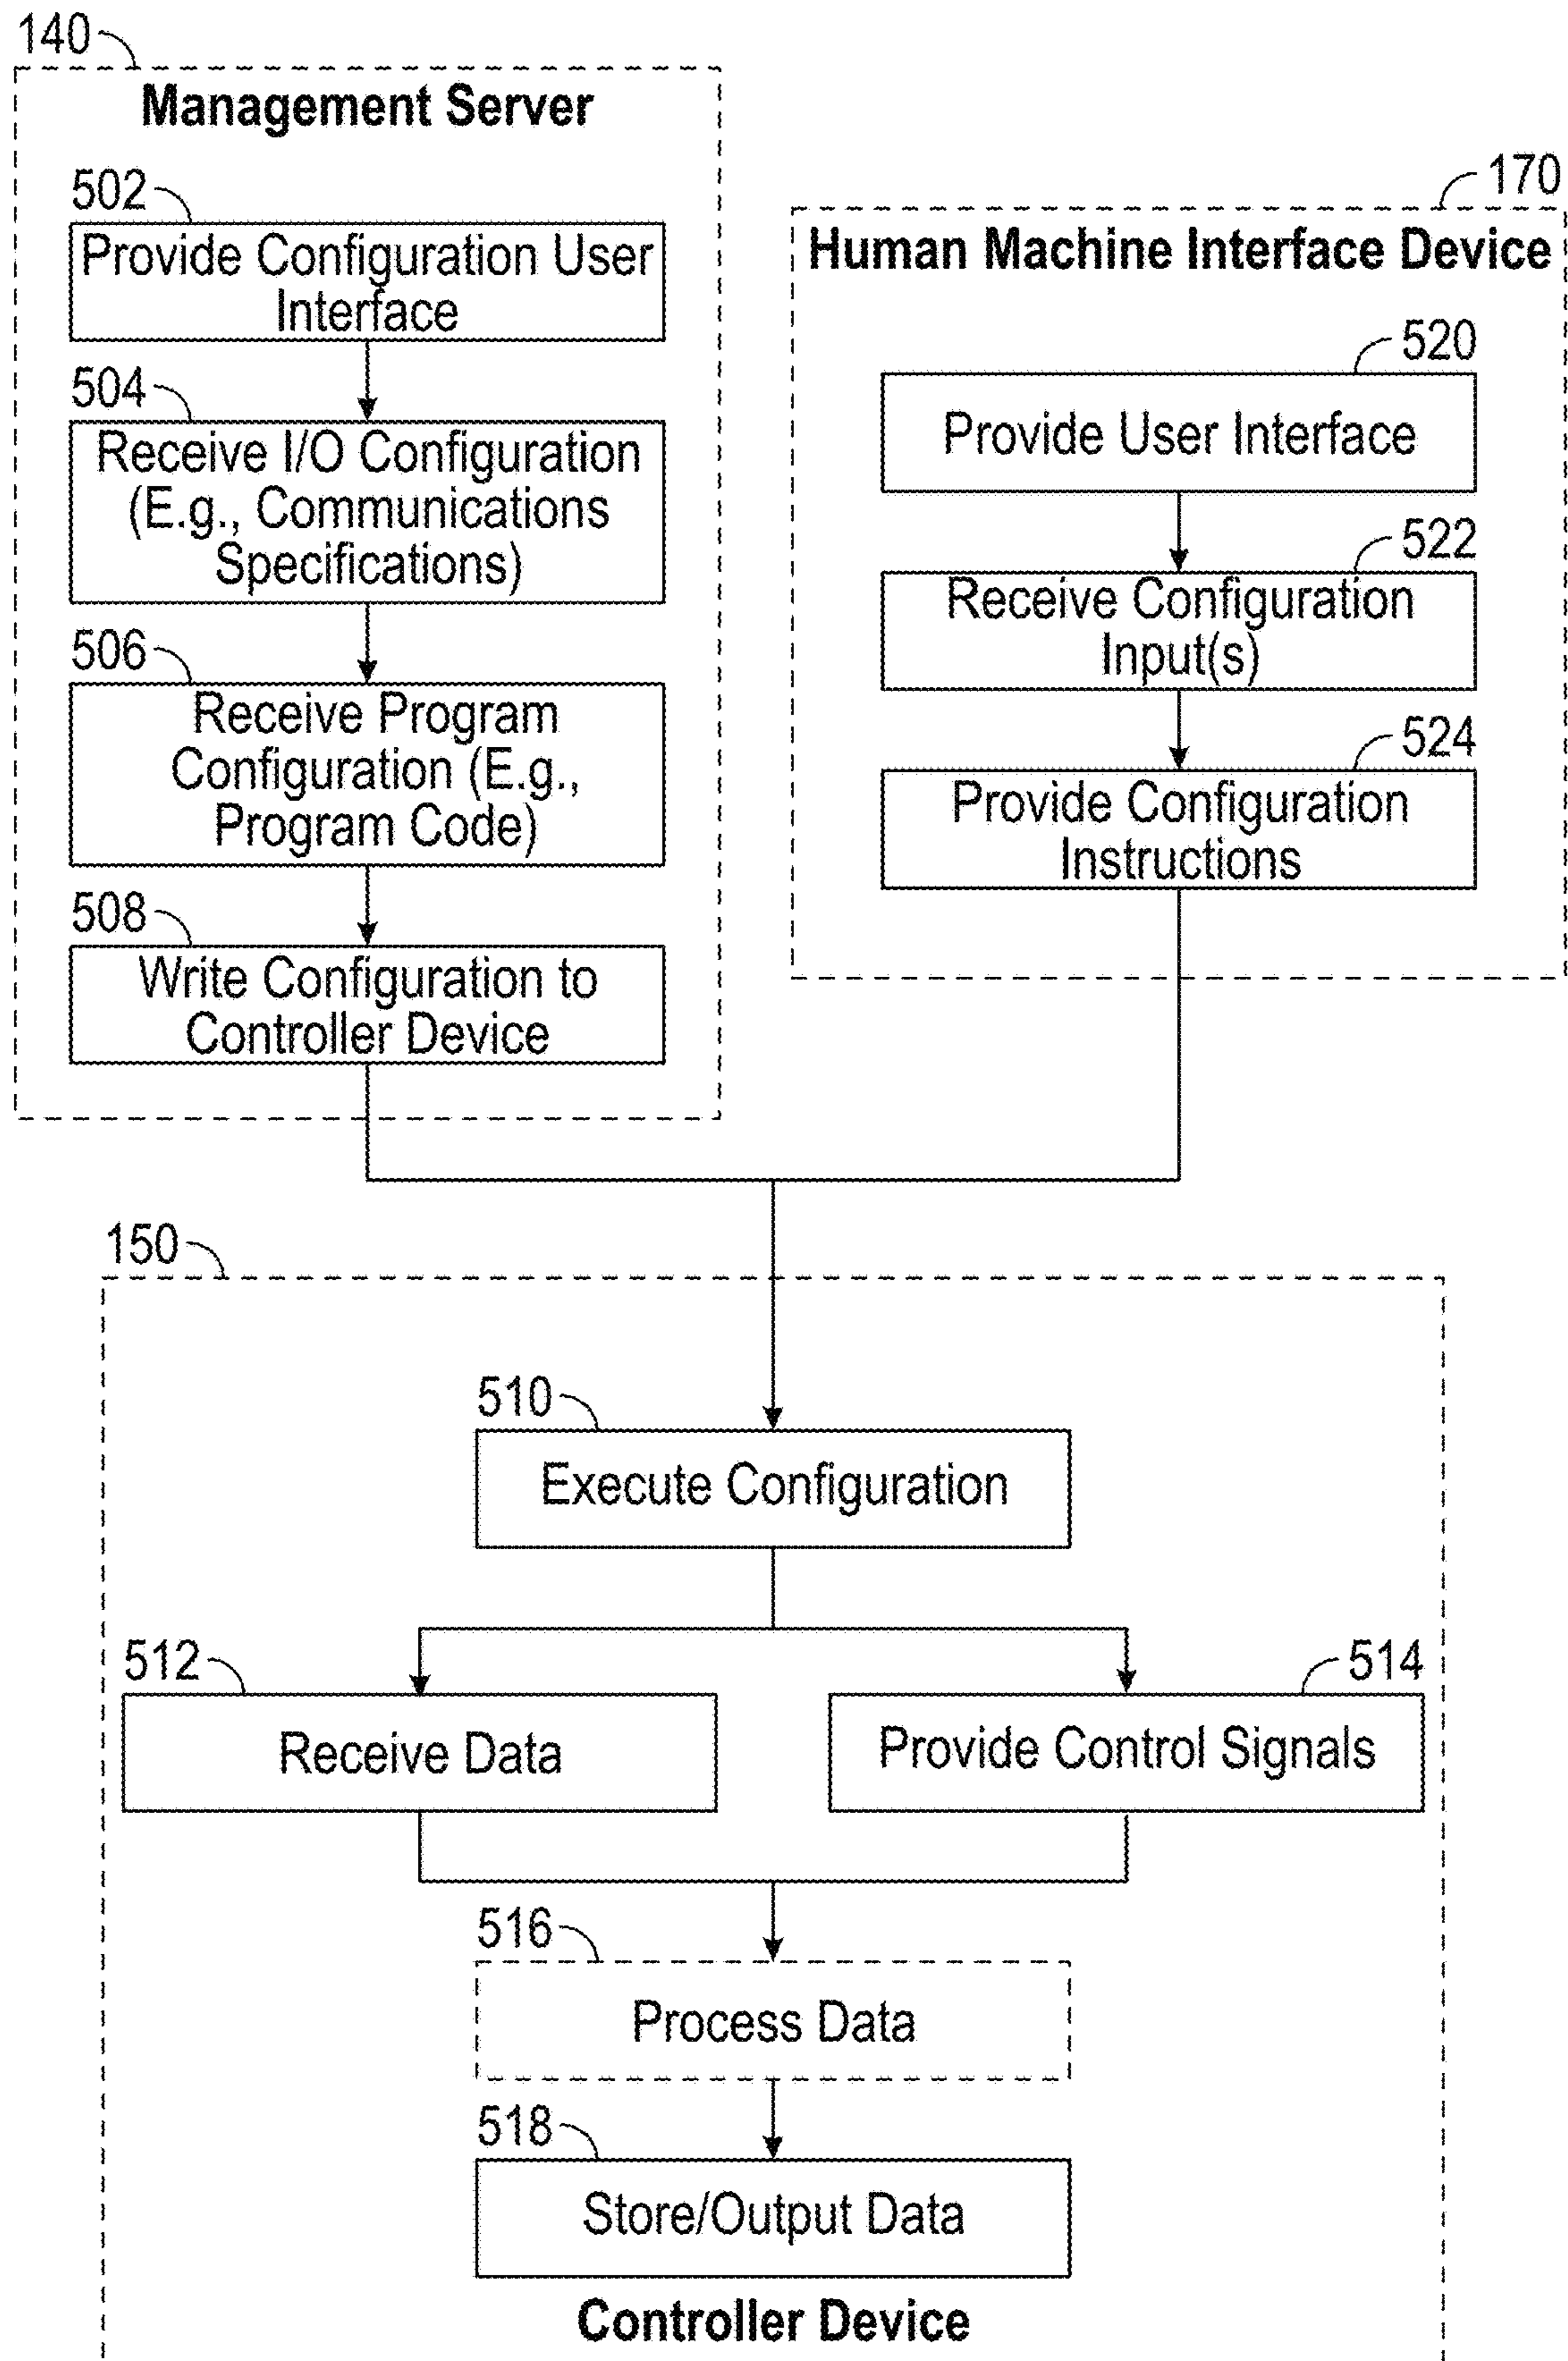 140
Management Server
502
Provide Configuration User
Interface
504
Receive I/O Configuration
(E.g., Communications
Specifications)
506
Receive Program
Configuration (E.g.,
Program Code)
508
Write Configuration to
Controller Device
170
Human Machine Interface Device
520
Provide User Interface
522
Receive Configuration
Input(s)
524
Provide Configuration
Instructions
150
510
Execute Configuration
512
Receive Data
514
Provide Control Signals
516
Process Data
518
Store/Output Data
Controller Device